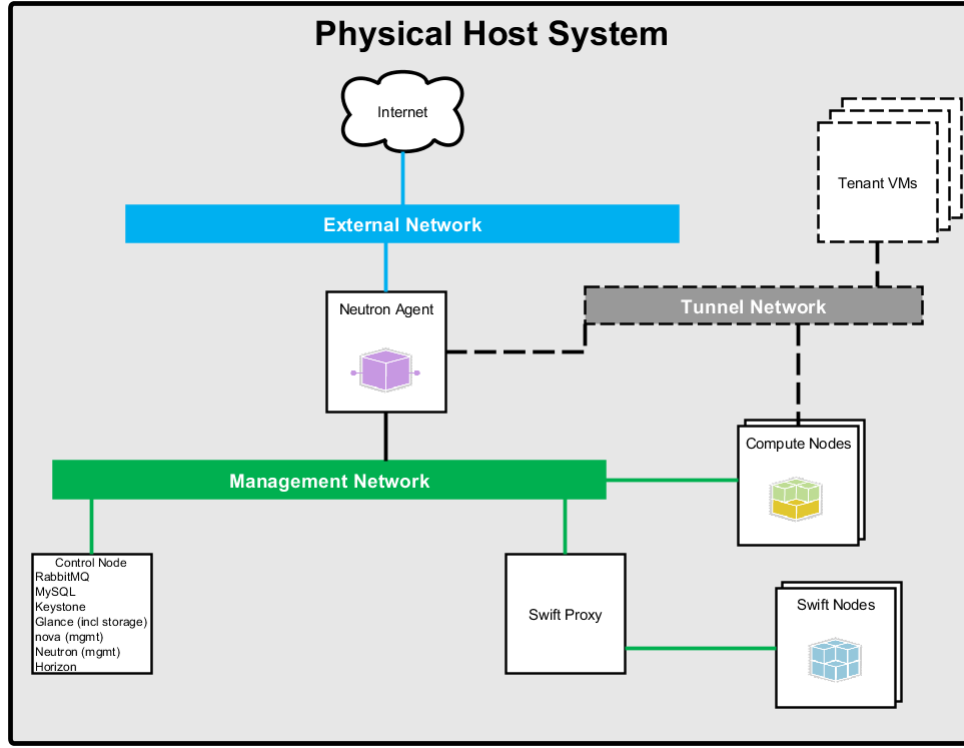 Physical Host System
Internet
Tenant VMs
External Network
Neutron Agent
Tunnel Network
Compute Nodes
Management Network
Control Node
RabbitMQ
MySQL
Keystone
Glance (incl storage)
nova (mgmt)
Neutron (mgmt)
Horizon
Swift Proxy
Swift Nodes